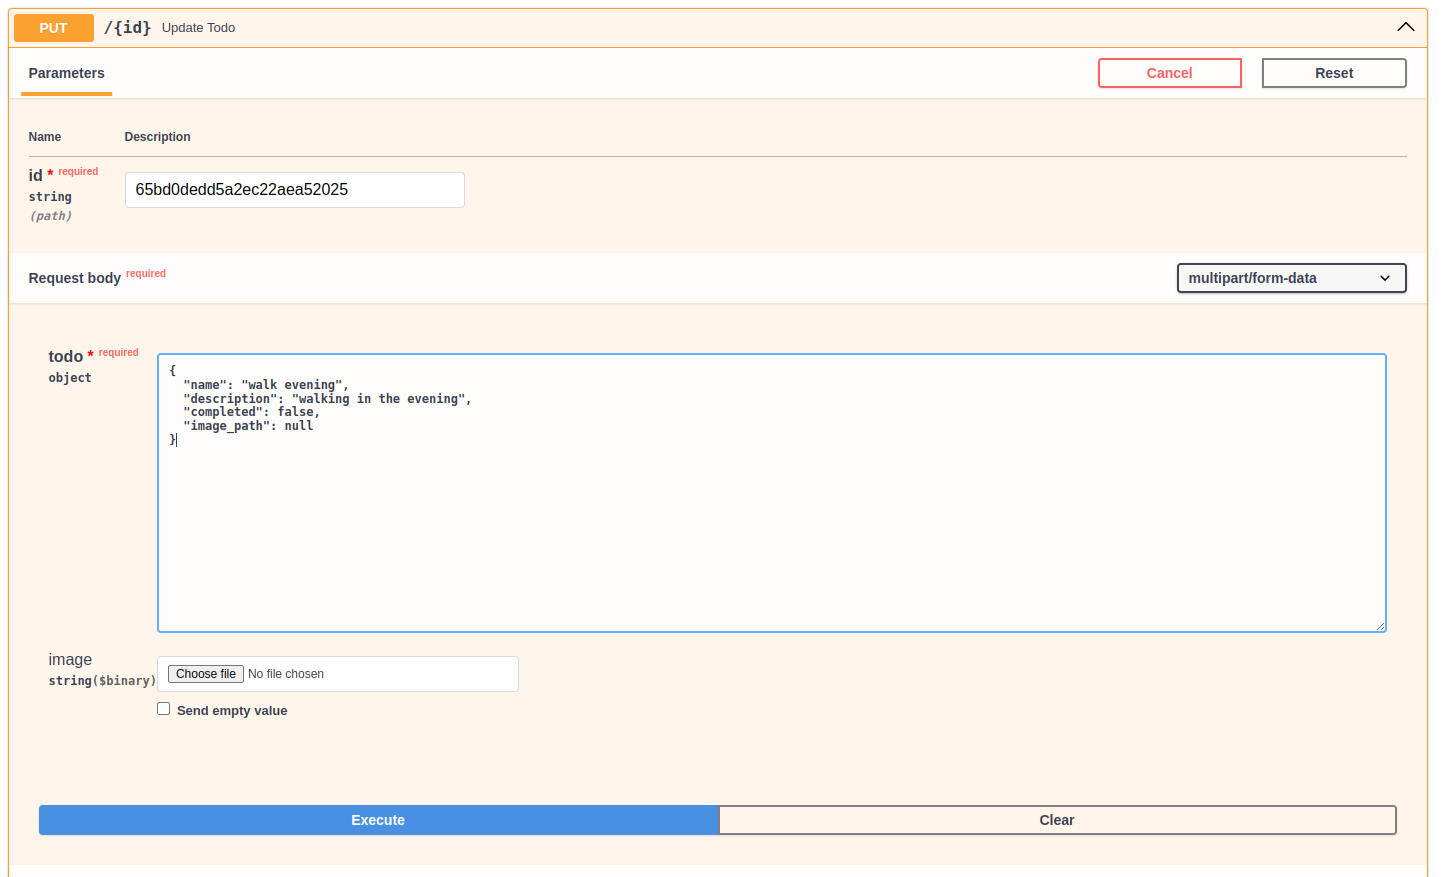 PUT /{id} Update Todo
Parameters
Cancel
Reset
Name Description
id * required
string
(path)
65bd0dedd5a2ec22aea52025
Request body required
multipart/form-data
todo * required
object
{
  "name": "walk evening",
  "description": "walking in the evening",
  "completed": false,
  "image_path": null
}
image
string($binary)
Choose file No file chosen
Send empty value
Execute
Clear